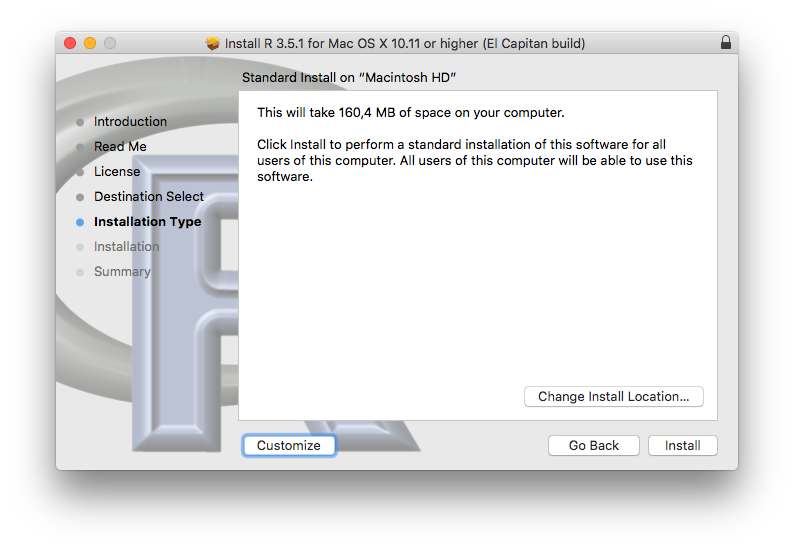 Install R 3.5.1 for Mac OS X 10.11 or higher (El Capitan build)
Standard Install on “Macintosh HD”
Introduction
Read Me
License
Destination Select
Installation Type
Installation
Summary
This will take 160,4 MB of space on your computer.
Click Install to perform a standard installation of this software for all
users of this computer. All users of this computer will be able to use this
software.
Change Install Location...
Customize
Go Back
Install
R